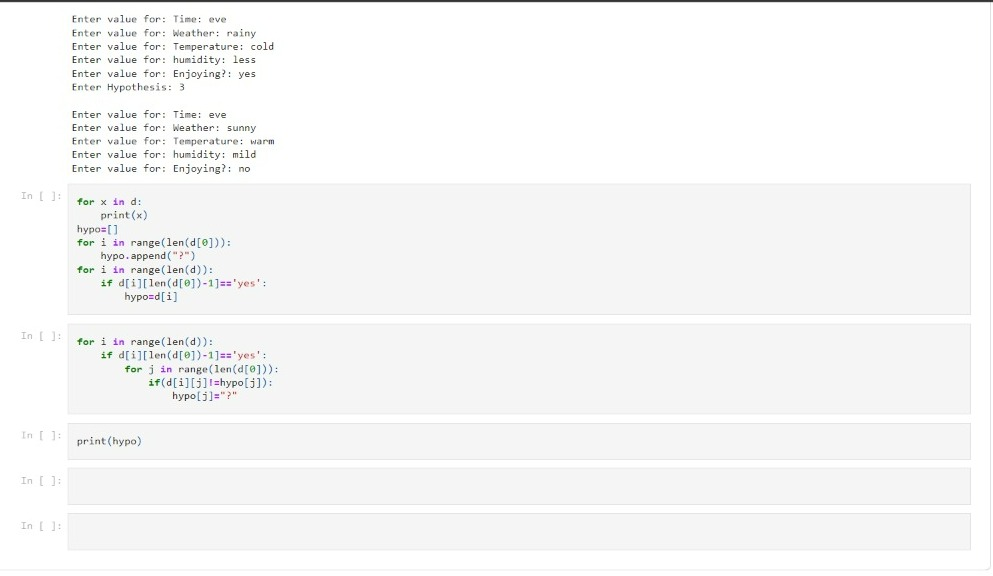 Enter value for: Time: eve
Enter value for: Weather: rainy
Enter value for: Temperature: cold
Enter value for: humidity: less
Enter value for: Enjoying?: yes
Enter Hypothesis: 3
Enter value for: Time: eve
Enter value for: Weather: sunny
Enter value for: Temperature: warm
Enter value for: humidity: mild
Enter value for: Enjoying?: no
In [ ]:
for x in d:
    print(x)
hypo=[]
for i in range(len(d[0])):
    hypo.append("?")
for i in range(len(d)):
    if d[i][len(d[0])-1]=='yes':
        hypo=d[i]
In [ ]:
for i in range(len(d)):
    if d[i][len(d[0])-1]=='yes':
        for j in range(len(d[0])):
            if(d[i][j]!=hypo[j]):
                hypo[j]="?"
In [ ]:
print(hypo)
In [ ]:
In [ ]: